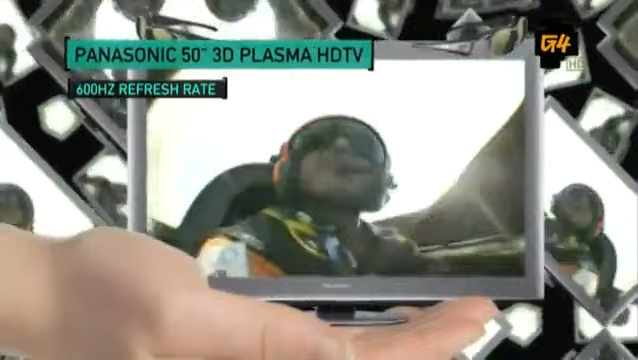 PANASONIC 50" 3D PLASMA HDTV
G4
HD
600HZ REFRESH RATE